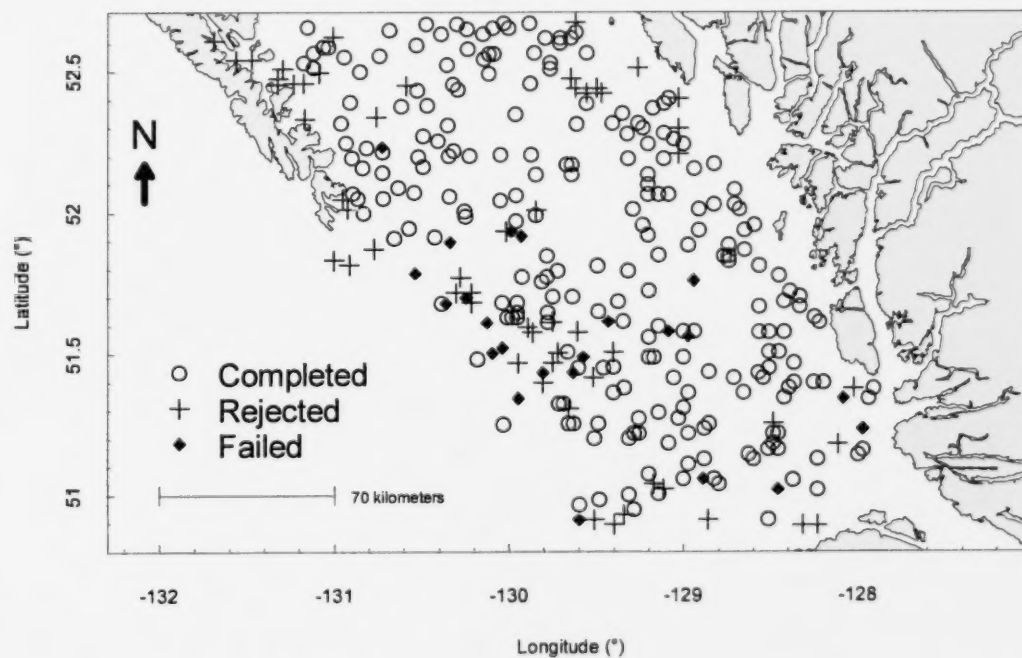 52.5
52
51.5
51
Latitude (°)
N
Completed
Rejected
Failed
70 kilometers
-132
-131
-130
-129
-128
Longitude (°)